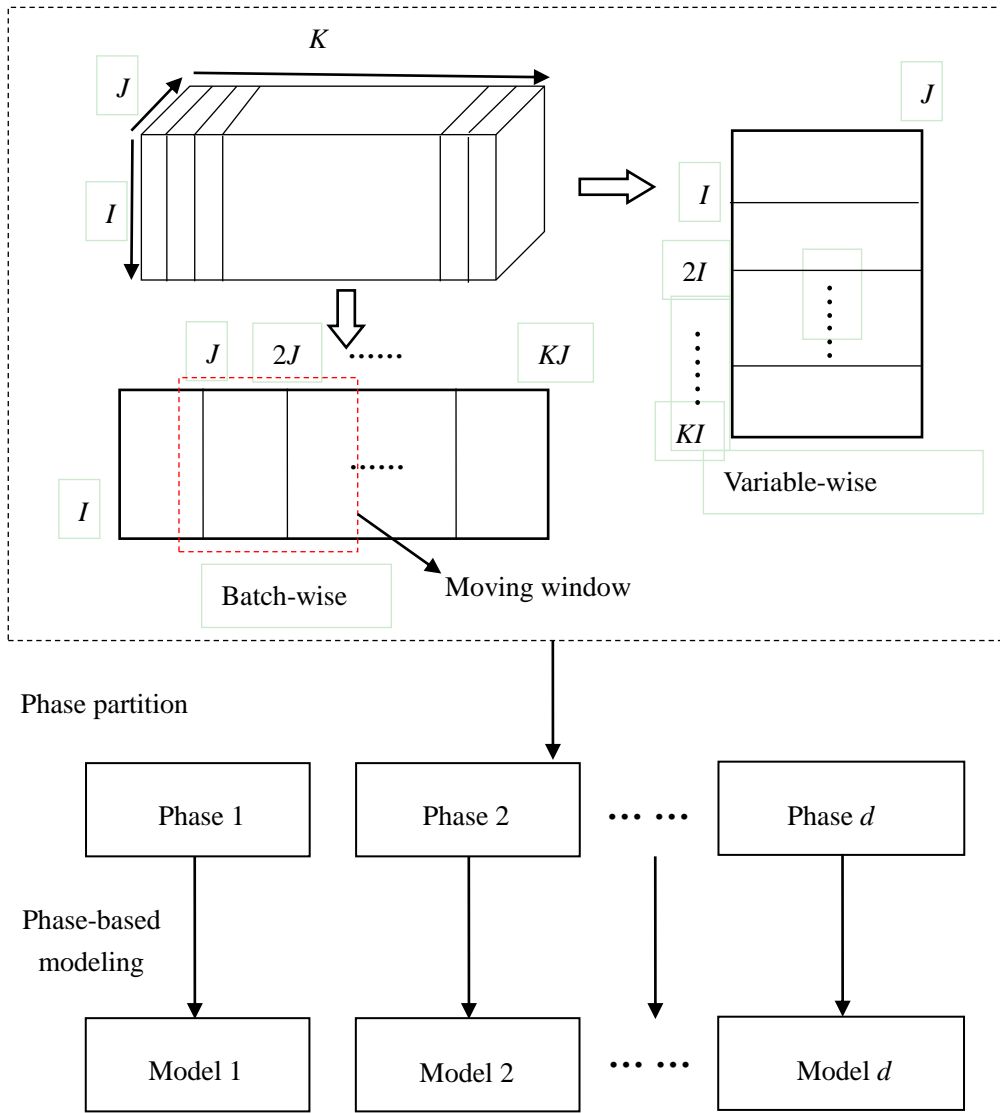 K
J
J
I
I
2I
J
2J
......
KJ
......
......
KI
......
I
Variable-wise
Batch-wise
Moving window
Phase partition
Phase 1
Phase 2
... ...
Phase d
Phase-based
modeling
Model 1
Model 2
... ...
Model d